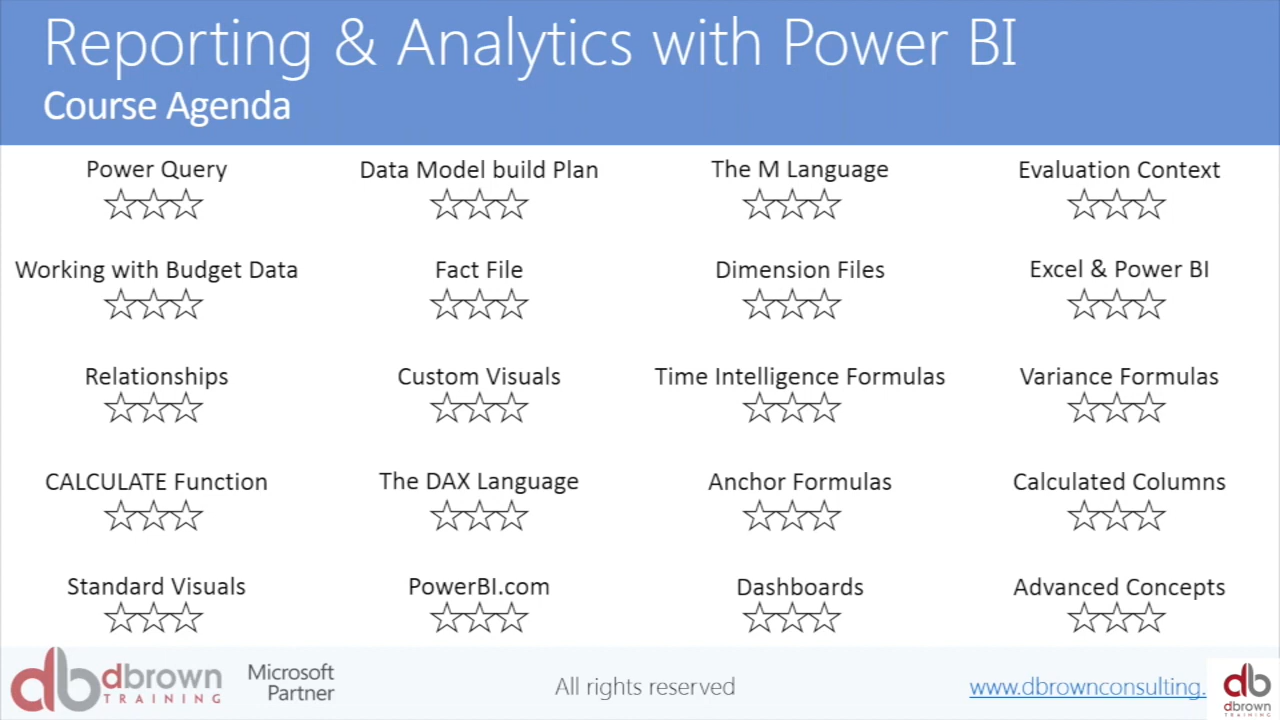 Reporting & Analytics with Power BI
Course Agenda
Power Query
Data Model build Plan
The M Language
Evaluation Context
Working with Budget Data
Fact File
Dimension Files
Excel & Power BI
Relationships
Custom Visuals
Time Intelligence Formulas
Variance Formulas
CALCULATE Function
The DAX Language
Anchor Formulas
Calculated Columns
Standard Visuals
PowerBI.com
Dashboards
Advanced Concepts
db dbrown
TRAINING
Microsoft
Partner
All rights reserved
www.dbrownconsulting.
db
dbrown
TRAINING